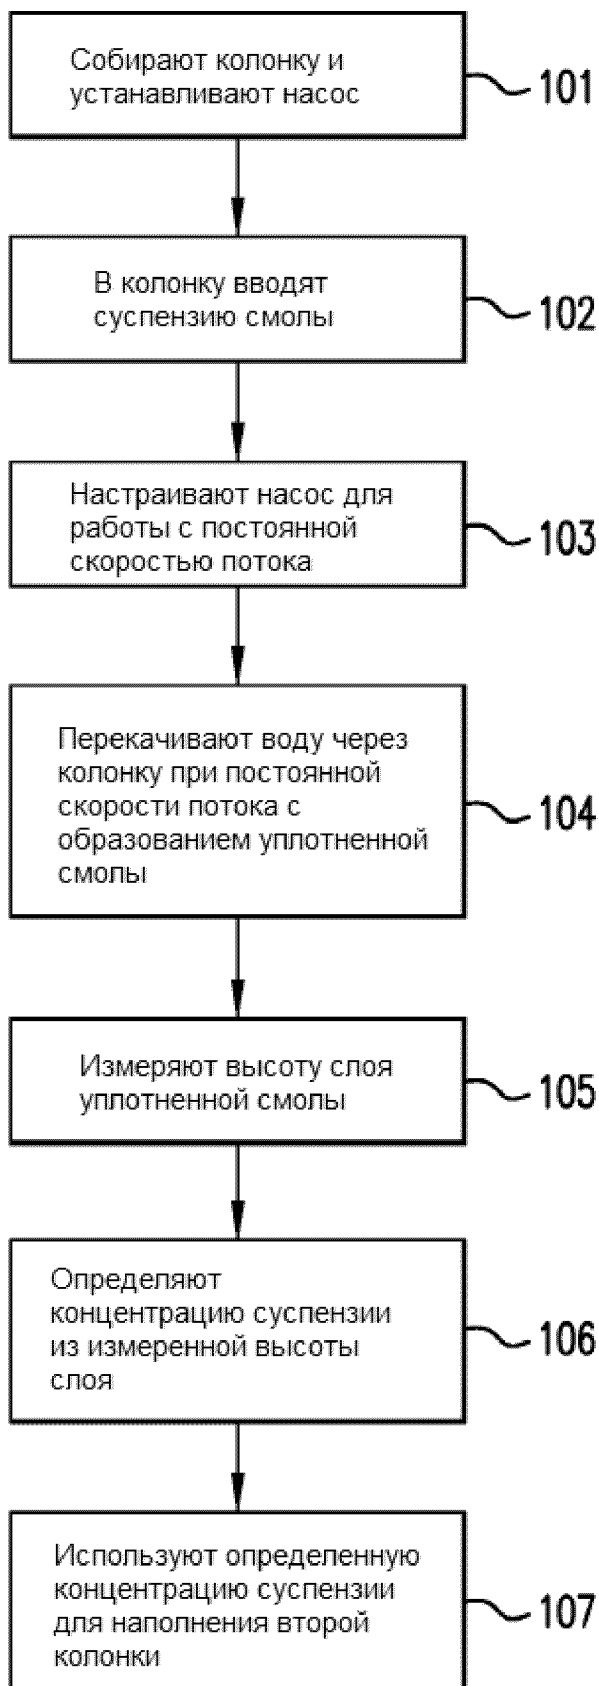 Собирают колонку и
устанавливают насос
101
В колонку вводят
суспензию смолы
102
Настраивают насос для
работы с постоянной
скоростью потока
103
Перекачивают воду через
колонку при постоянной
скорости потока с
образованием уплотненной
смолы
104
Измеряют высоту слоя
уплотненной смолы
105
Определяют
концентрацию суспензии
из измеренной высоты
слоя
106
Используют определенную
концентрацию суспензии
для наполнения второй
колонки
107